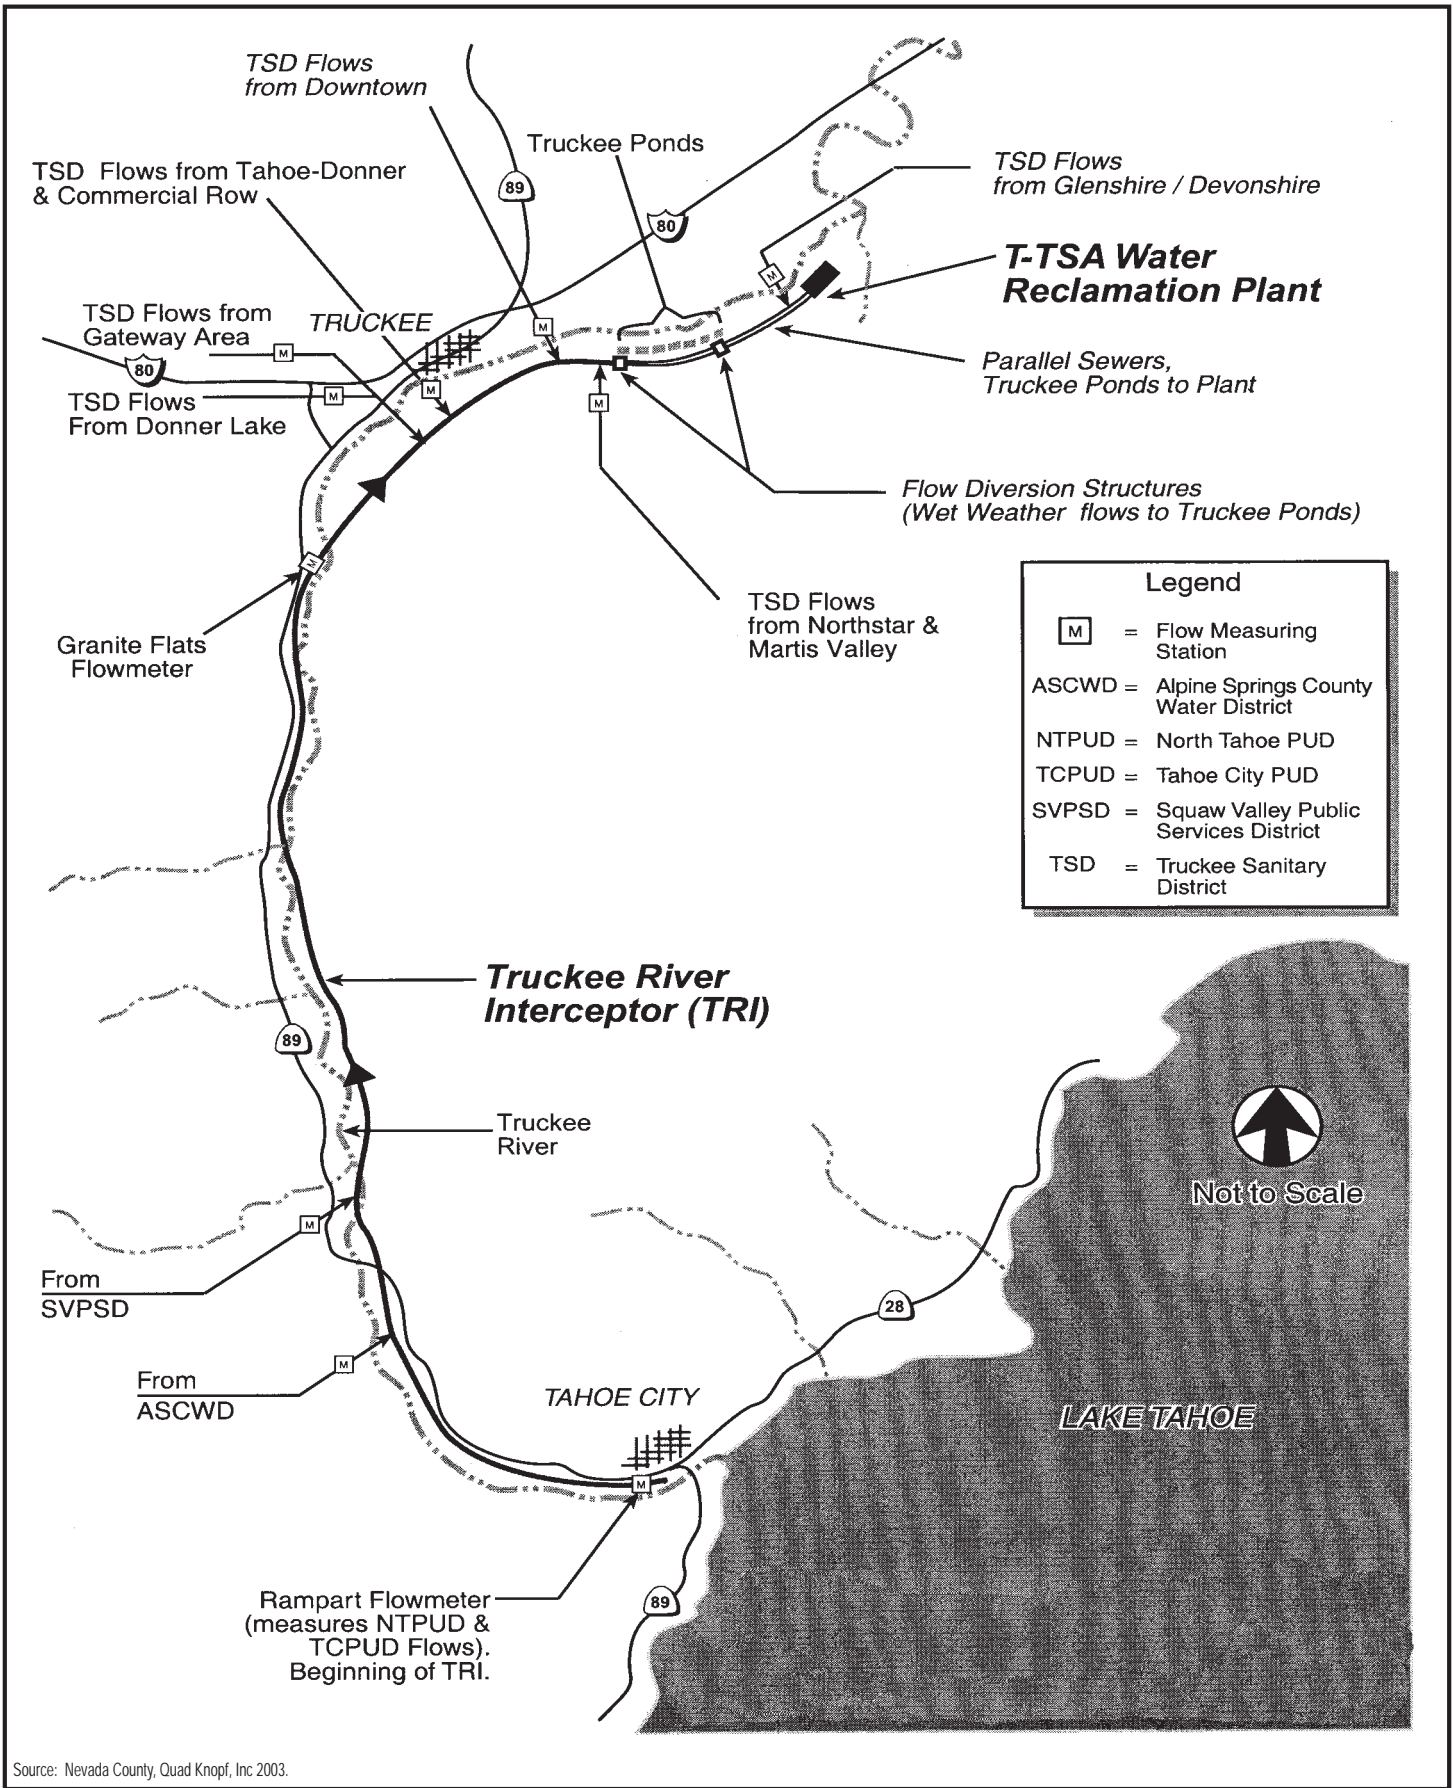 TSD Flows
from Downtown
Truckee Ponds
TSD Flows from Tahoe-Donner
& Commercial Row
89
80
TSD Flows
from Glenshire / Devonshire
T-TSA Water
Reclamation Plant
M
TSD Flows from
Gateway Area
M
TRUCKEE
M
80
TSD Flows
From Donner Lake
M
M
M
Parallel Sewers,
Truckee Ponds to Plant
Flow Diversion Structures
(Wet Weather flows to Truckee Ponds)
M
Granite Flats
Flowmeter
TSD Flows
from Northstar &
Martis Valley
Legend
M = Flow Measuring
Station
ASCWD = Alpine Springs County
Water District
NTPUD = North Tahoe PUD
TCPUD = Tahoe City PUD
SVPSD = Squaw Valley Public
Services District
TSD = Truckee Sanitary
District
Truckee River
Interceptor (TRI)
89
Truckee
River
Not to Scale
M
From
SVPSD
28
M
From
ASCWD
TAHOE CITY
LAKE TAHOE
M
Rampart Flowmeter
(measures NTPUD &
TCPUD Flows).
Beginning of TRI.
89
Source: Nevada County, Quad Knopf, Inc 2003.